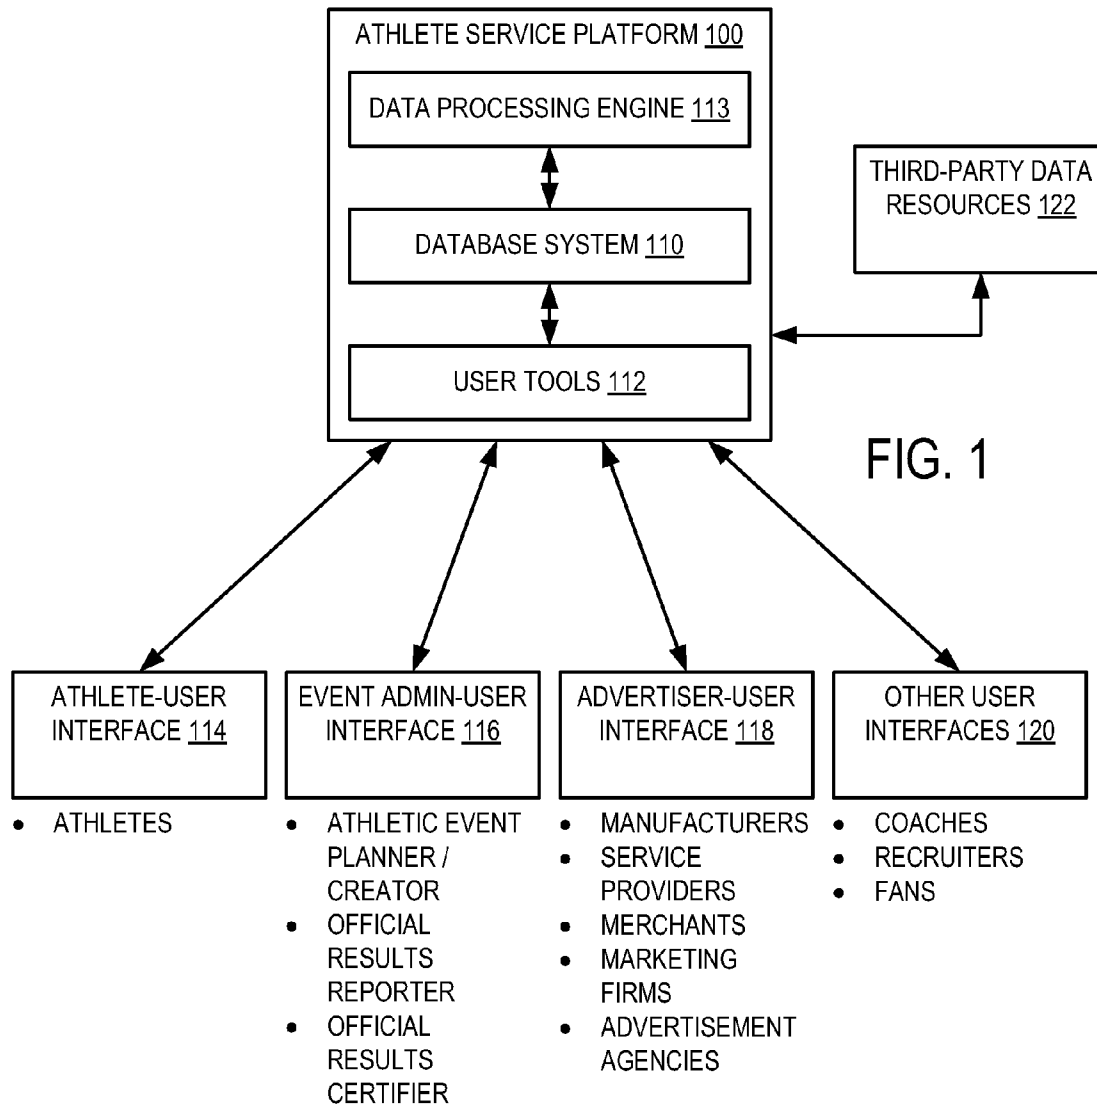 ATHLETE SERVICE PLATFORM 100
DATA PROCESSING ENGINE 113
DATABASE SYSTEM 110
USER TOOLS 112
THIRD-PARTY DATA
RESOURCES 122
FIG. 1
ATHLETE-USER
INTERFACE 114
• ATHLETES
EVENT ADMIN-USER
INTERFACE 116
• ATHLETIC EVENT
PLANNER /
CREATOR
• OFFICIAL
RESULTS
REPORTER
• OFFICIAL
RESULTS
CERTIFIER
ADVERTISER-USER
INTERFACE 118
• MANUFACTURERS
• SERVICE
PROVIDERS
• MERCHANTS
• MARKETING
FIRMS
• ADVERTISEMENT
AGENCIES
OTHER USER
INTERFACES 120
• COACHES
• RECRUITERS
• FANS